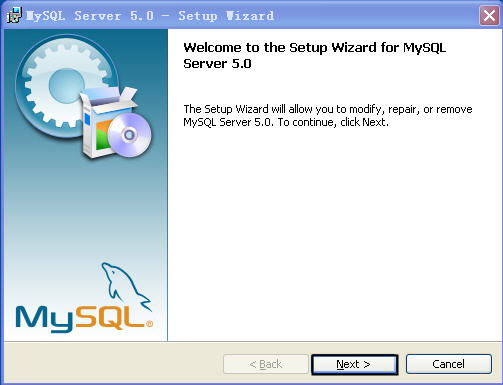 MySQL Server 5.0 - Setup Wizard
Welcome to the Setup Wizard for MySQL
Server 5.0
The Setup Wizard will allow you to modify, repair, or remove
MySQL Server 5.0. To continue, click Next.
MySQL®
< Back
Next >
Cancel